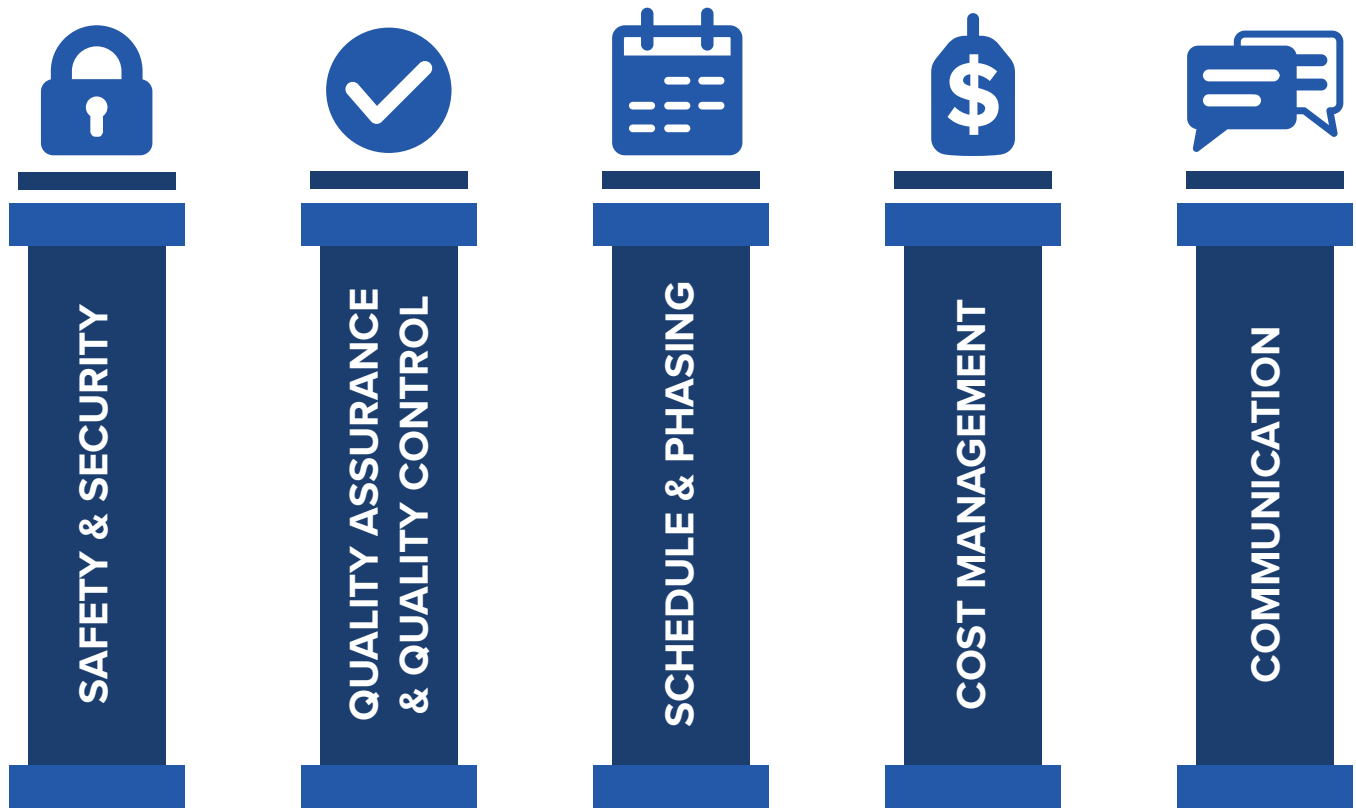 SAFETY & SECURITY
QUALITY ASSURANCE
& QUALITY CONTROL
SCHEDULE & PHASING
$
COST MANAGEMENT
COMMUNICATION